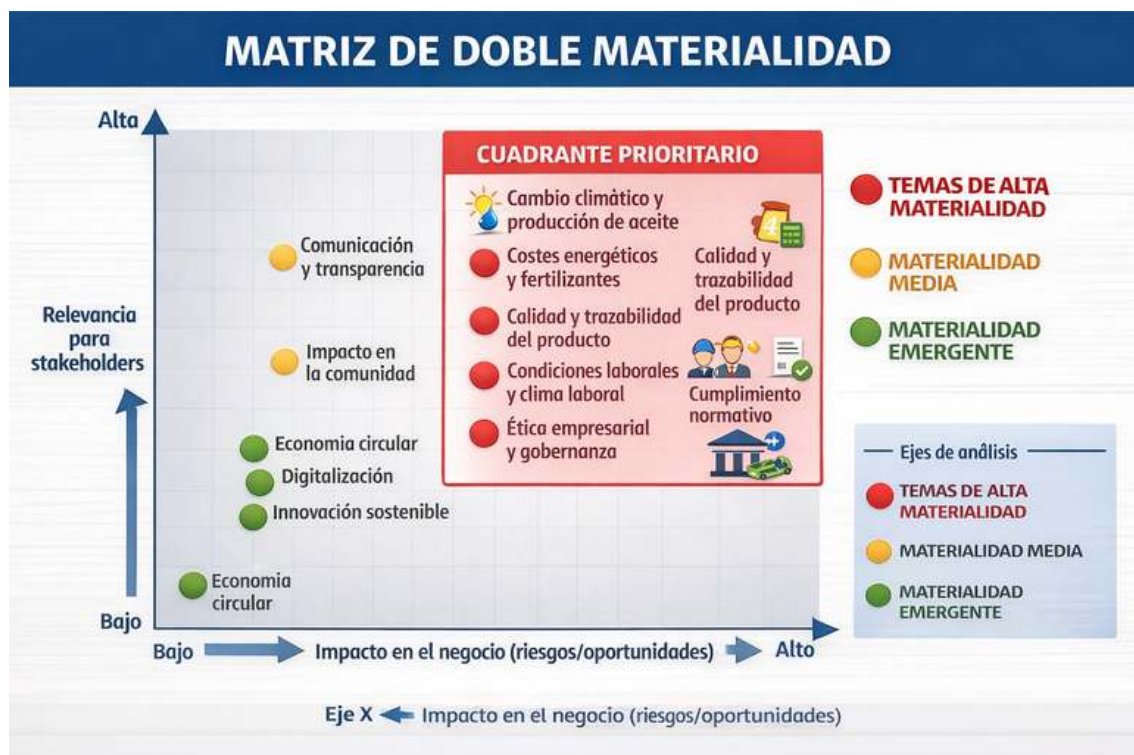 MATRIZ DE DOBLE MATERIALIDAD
Alta
Relevancia
para
stakeholders
Bajo
Comunicación
y transparencia
Impacto en
la comunidad
Economia circular
Digitalización
Innovación sostenible
Economia
circular
CUADRANTE PRIORITARIO
Cambio climàtico y
producción de aceite
Costes energéticos
y fertilizantes
Calidad y trazabilidad
del producto
Condiciones laborales
y clima laboral
Ética empresarial
y gobernanza
4
Calidad y
trazabilidad
del producto
Cumplimiento
normativo
TEMAS DE ALTA
MATERIALIDAD
MATERIALIDAD
MEDIA
MATERIALIDAD
EMERGENTE
Ejes de anâlisis
TEMAS DE ALTA
MATERIALIDAD
MATERIALIDAD MEDIA
MATERIALIDAD
EMERGENTE
Bajo
Impacto en el negocio (riesgos/oportunidades)
Alto
Eje X
Impacto en el negocio (riesgos/oportunidades)